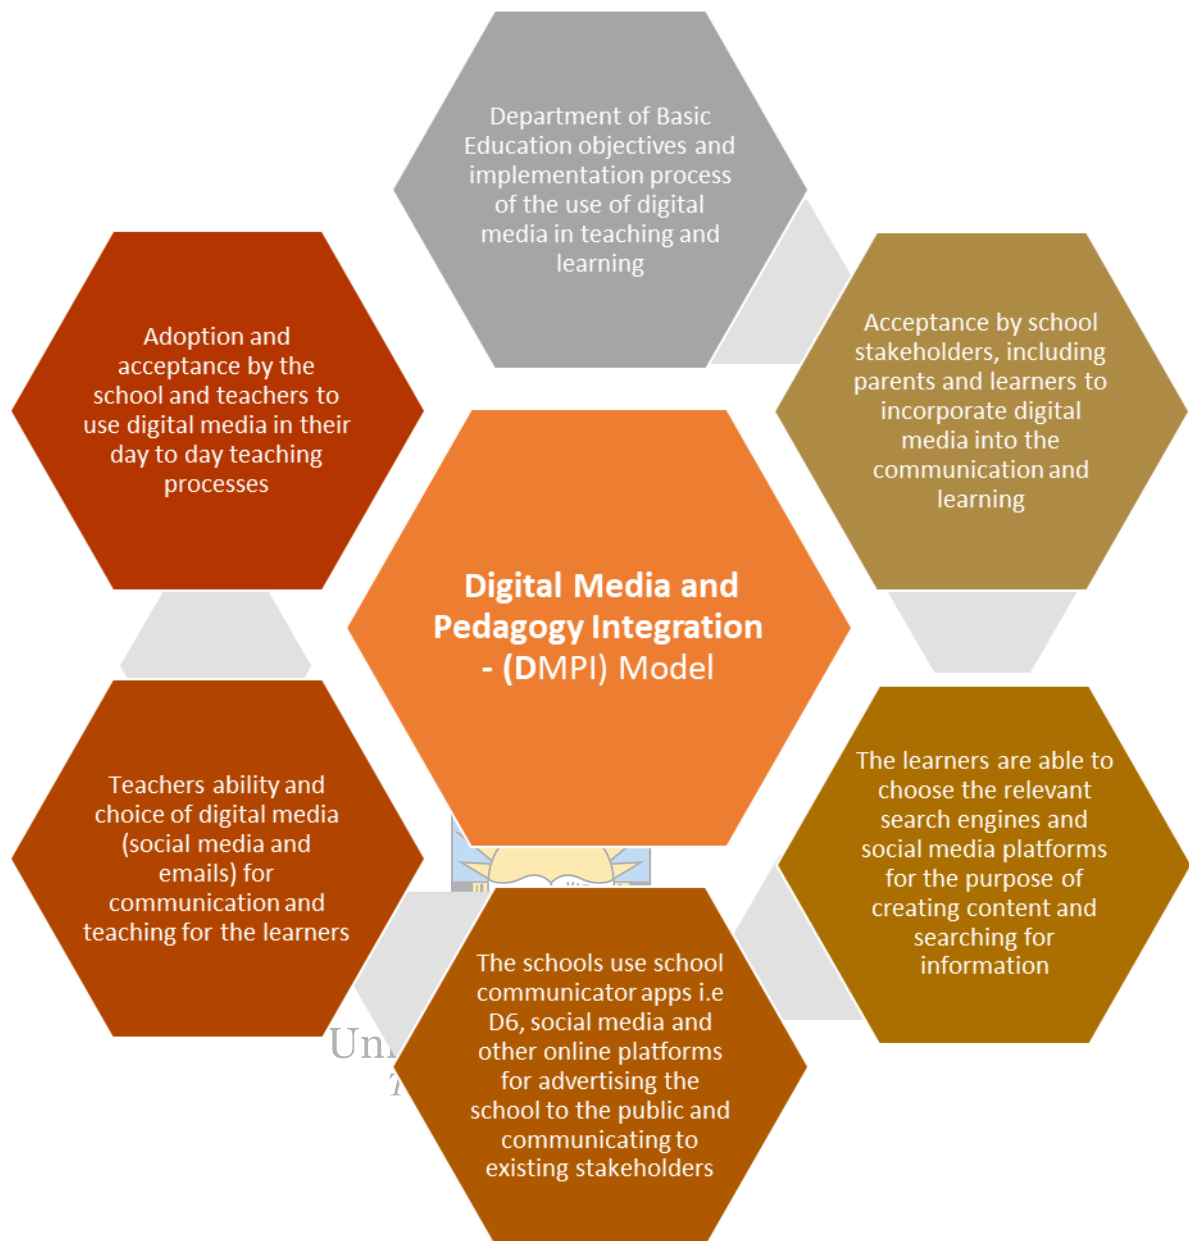 Department of Basic
Education objectives and
implementation process
of the use of digital
media in teaching and
learning
Acceptance by school
stakeholders, including
parents and learners to
incorporate digital
media into the
communication and
learning
The learners are able to
choose the relevant
search engines and
social media platforms
for the purpose of
creating content and
searching for
information
The schools use school
communicator apps i.e
D6, social media and
other online platforms
for advertising the
school to the public and
communicating to
existing stakeholders
Teachers ability and
choice of digital media
(social media and
emails) for
communication and
teaching for the learners
Adoption and
acceptance by the
school and teachers to
use digital media in their
day to day teaching
processes
Digital Media and
Pedagogy Integration
- (DMPI) Model